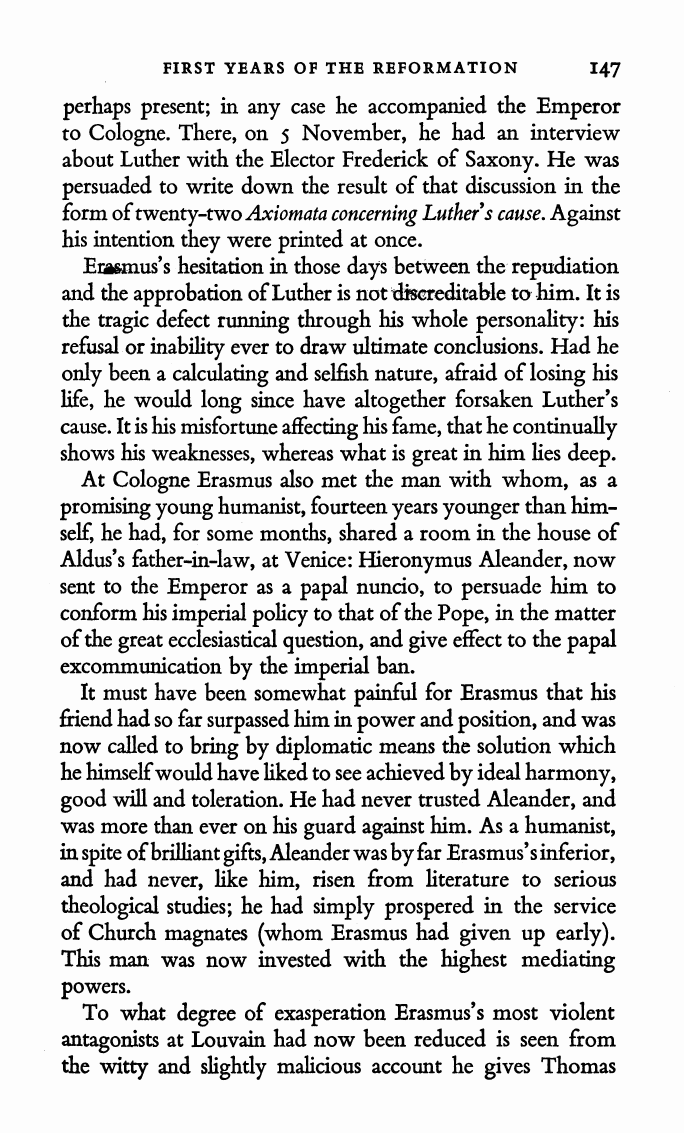 FIRST YEARS OF THE REFORMATION 147
perhaps present; in any case he accompanied the Emperor
to Cologne. There, on 5 November, he had an interview
about Luther with the Elector Frederick of Saxony. He was
persuaded to write down the result of that discussion in the
form of twenty-two Axiomata concerning Luther's cause. Against
his intention they were printed at once.
Erasmus's hesitation in those days between the repudiation
and the approbation of Luther is not discreditable to him. It is
the tragic defect running through his whole personality: his
refusal or inability ever to draw ultimate conclusions. Had he
only been a calculating and selfish nature, afraid of losing his
life, he would long since have altogether forsaken Luther's
cause. It is his misfortune affecting his fame, that he continually
shows his weaknesses, whereas what is great in him lies deep.
At Cologne Erasmus also met the man with whom, as a
promising young humanist, fourteen years younger than him-
self, he had, for some months, shared a room in the house of
Aldus's father-in-law, at Venice: Hieronymus Aleander, now
sent to the Emperor as a papal nuncio, to persuade him to
conform his imperial policy to that of the Pope, in the matter
of the great ecclesiastical question, and give effect to the papal
excommunication by the imperial ban.
It must have been somewhat painful for Erasmus that his
friend had so far surpassed him in power and position, and was
now called to bring by diplomatic means the solution which
he himself would have liked to see achieved by ideal harmony,
good will and toleration. He had never trusted Aleander, and
was more than ever on his guard against him. As a humanist,
in spite of brilliant gifts, Aleander was by far Erasmus's inferior,
and had never, like him, risen from literature to serious
theological studies; he had simply prospered in the service
of Church magnates (whom Erasmus had given up early).
This man was now invested with the highest mediating
powers.
To what degree of exasperation Erasmus's most violent
antagonists at Louvain had now been reduced is seen from
the witty and slightly malicious account he gives Thomas